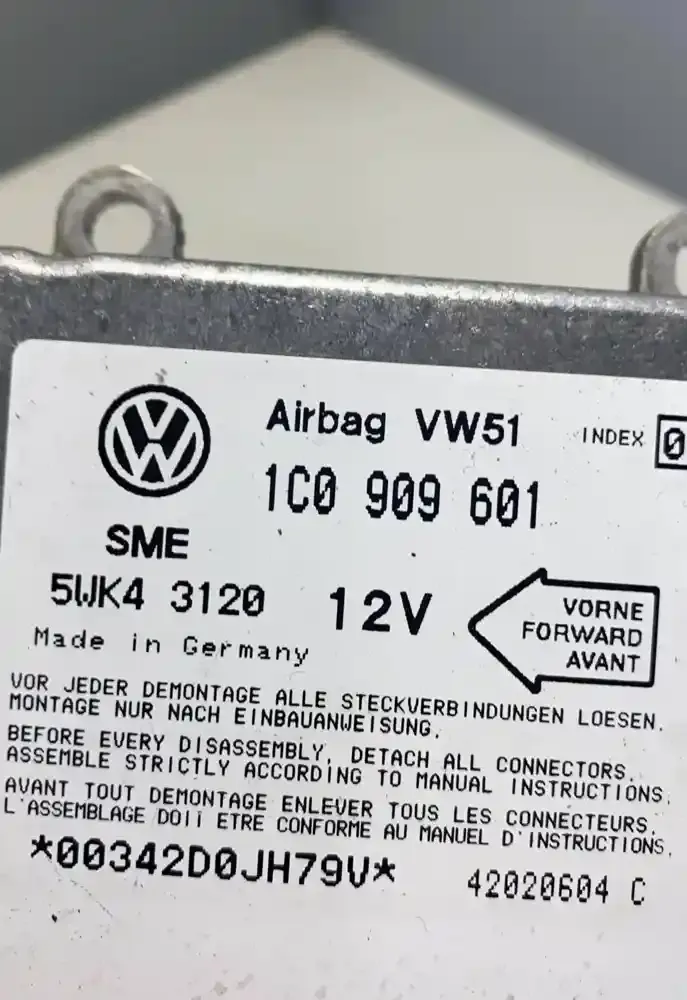 Airbag VW51 INDEX 0
1C0 909 601
SME
5WK4 3120 12V
VORNE
FORWARD
AVANT
Made in Germany
VOR JEDER DEMONTAGE ALLE STECKVERBINDUNGEN LOESEN.
MONTAGE NUR NACH EINBAUANWEISUNG.
BEFORE EVERY DISASSEMBLY, DETACH ALL CONNECTORS.
ASSEMBLE STRICTLY ACCORDING TO MANUAL INSTRUCTIONS.
AVANT TOUT DEMONTAGE ENLEVER TOUS LES CONNECTEURS.
L'ASSEMBLAGE DOIT ETRE CONFORME AU MANUEL D'INSTRUCTIONS.
*00342D0JH79V*
42020604 C